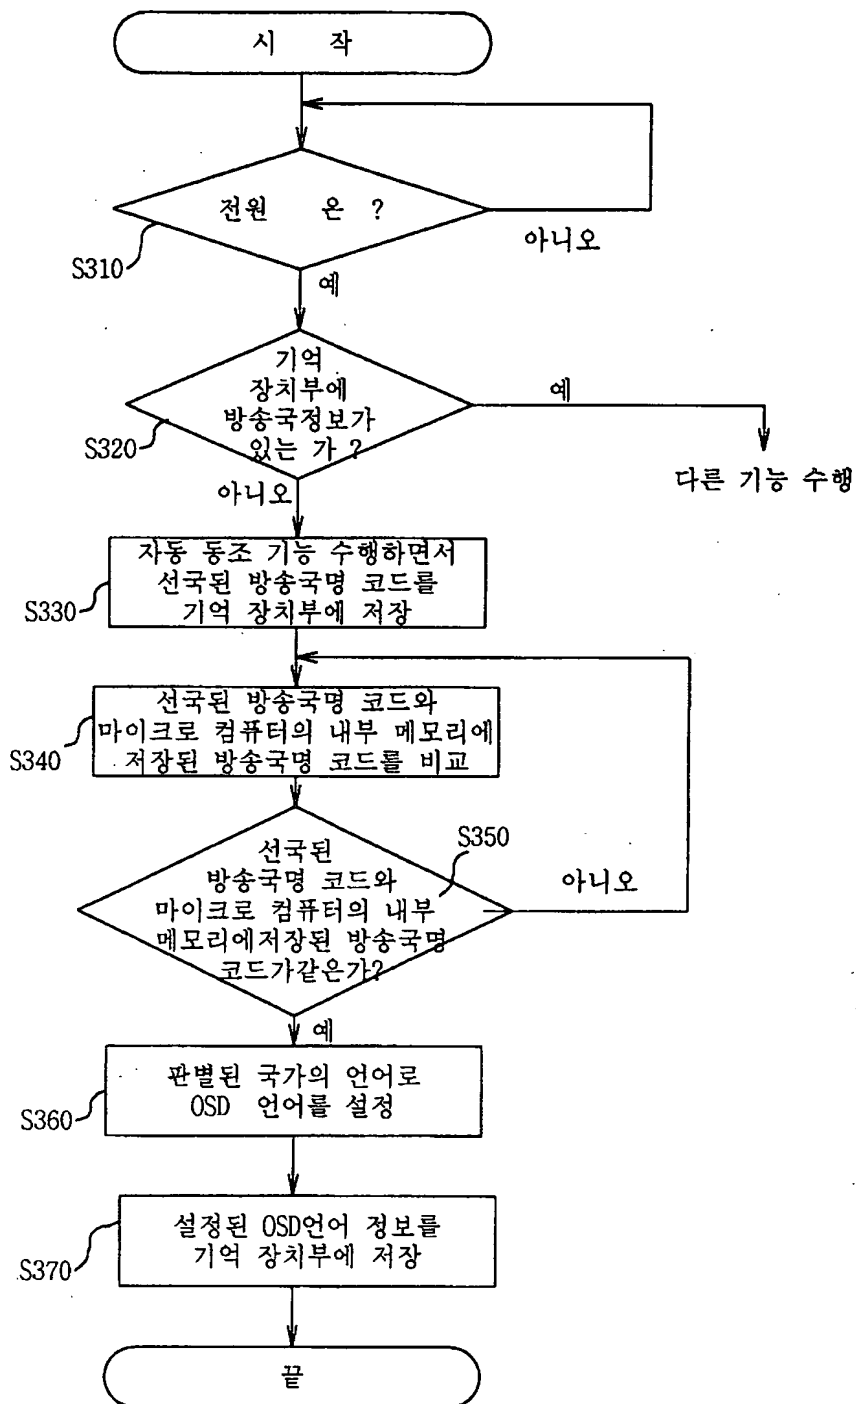 시 작
전원 온 ?
아니오
S310
예
기억
장치부에
방송국정보가
있는 가 ?
S320
예
다른 기능 수행
아니오
자동 동조 기능 수행하면서
선국된 방송국명 코드를
기억 장치부에 저장
S330
선국된 방송국명 코드와
마이크로 컴퓨터의 내부 메모리에
저장된 방송국명 코드를 비교
S340
S350
선국된
방송국명 코드와
마이크로 컴퓨터의 내부
메모리에저장된 방송국명
코드가같은가?
아니오
예
판별된 국가의 언어로
OSD 언어를 설정
S360
설정된 OSD언어 정보를
기억 장치부에 저장
S370
끝